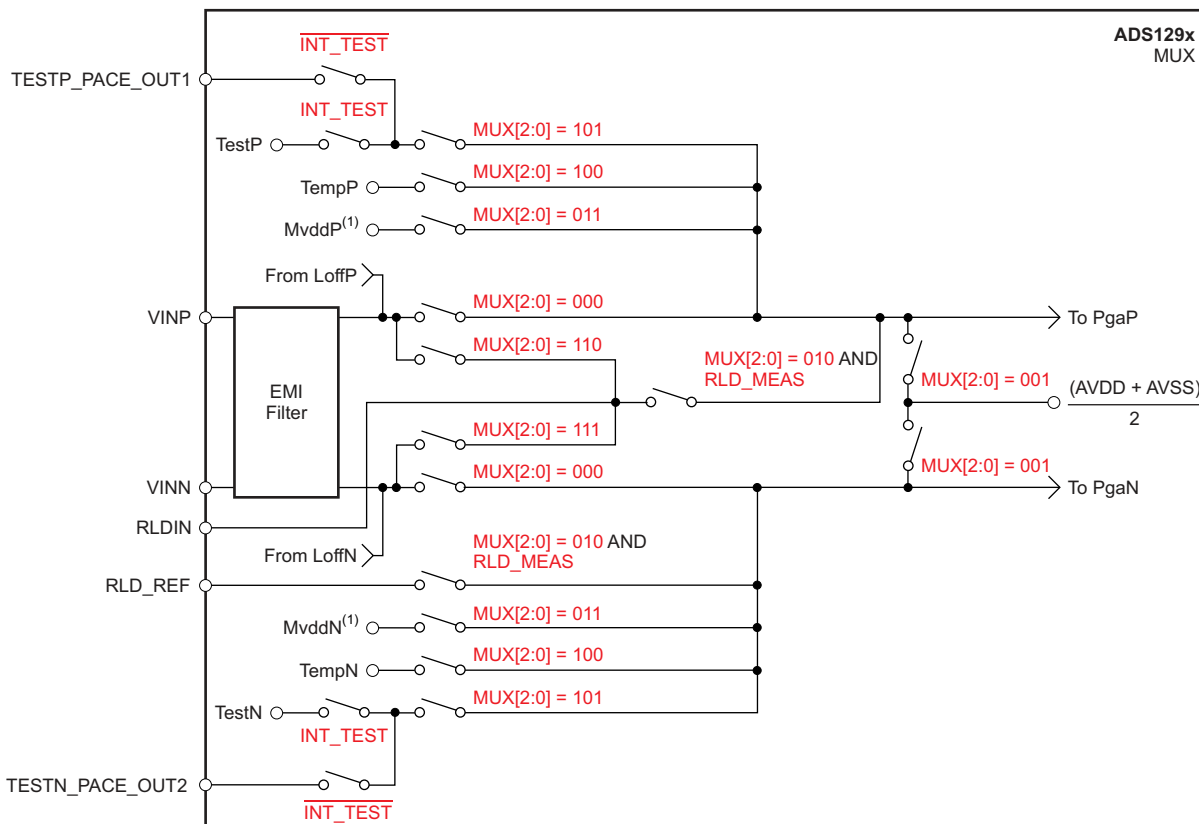 ADS129x
MUX
INT_TEST
TESTP_PACE_OUT1
INT_TEST
TestP
MUX[2:0] = 101
TempP
MUX[2:0] = 100
MvddP(1)
MUX[2:0] = 011
From LoffP
VINP
MUX[2:0] = 000
To PgaP
MUX[2:0] = 110
MUX[2:0] = 010 AND
RLD_MEAS
EMI
Filter
MUX[2:0] = 001
(AVDD + AVSS)
2
MUX[2:0] = 111
VINN
MUX[2:0] = 000
MUX[2:0] = 001
To PgaN
RLDIN
From LoffN
MUX[2:0] = 010 AND
RLD_MEAS
RLD_REF
MvddN(1)
MUX[2:0] = 011
TempN
MUX[2:0] = 100
TestN
MUX[2:0] = 101
INT_TEST
TESTN_PACE_OUT2
INT_TEST